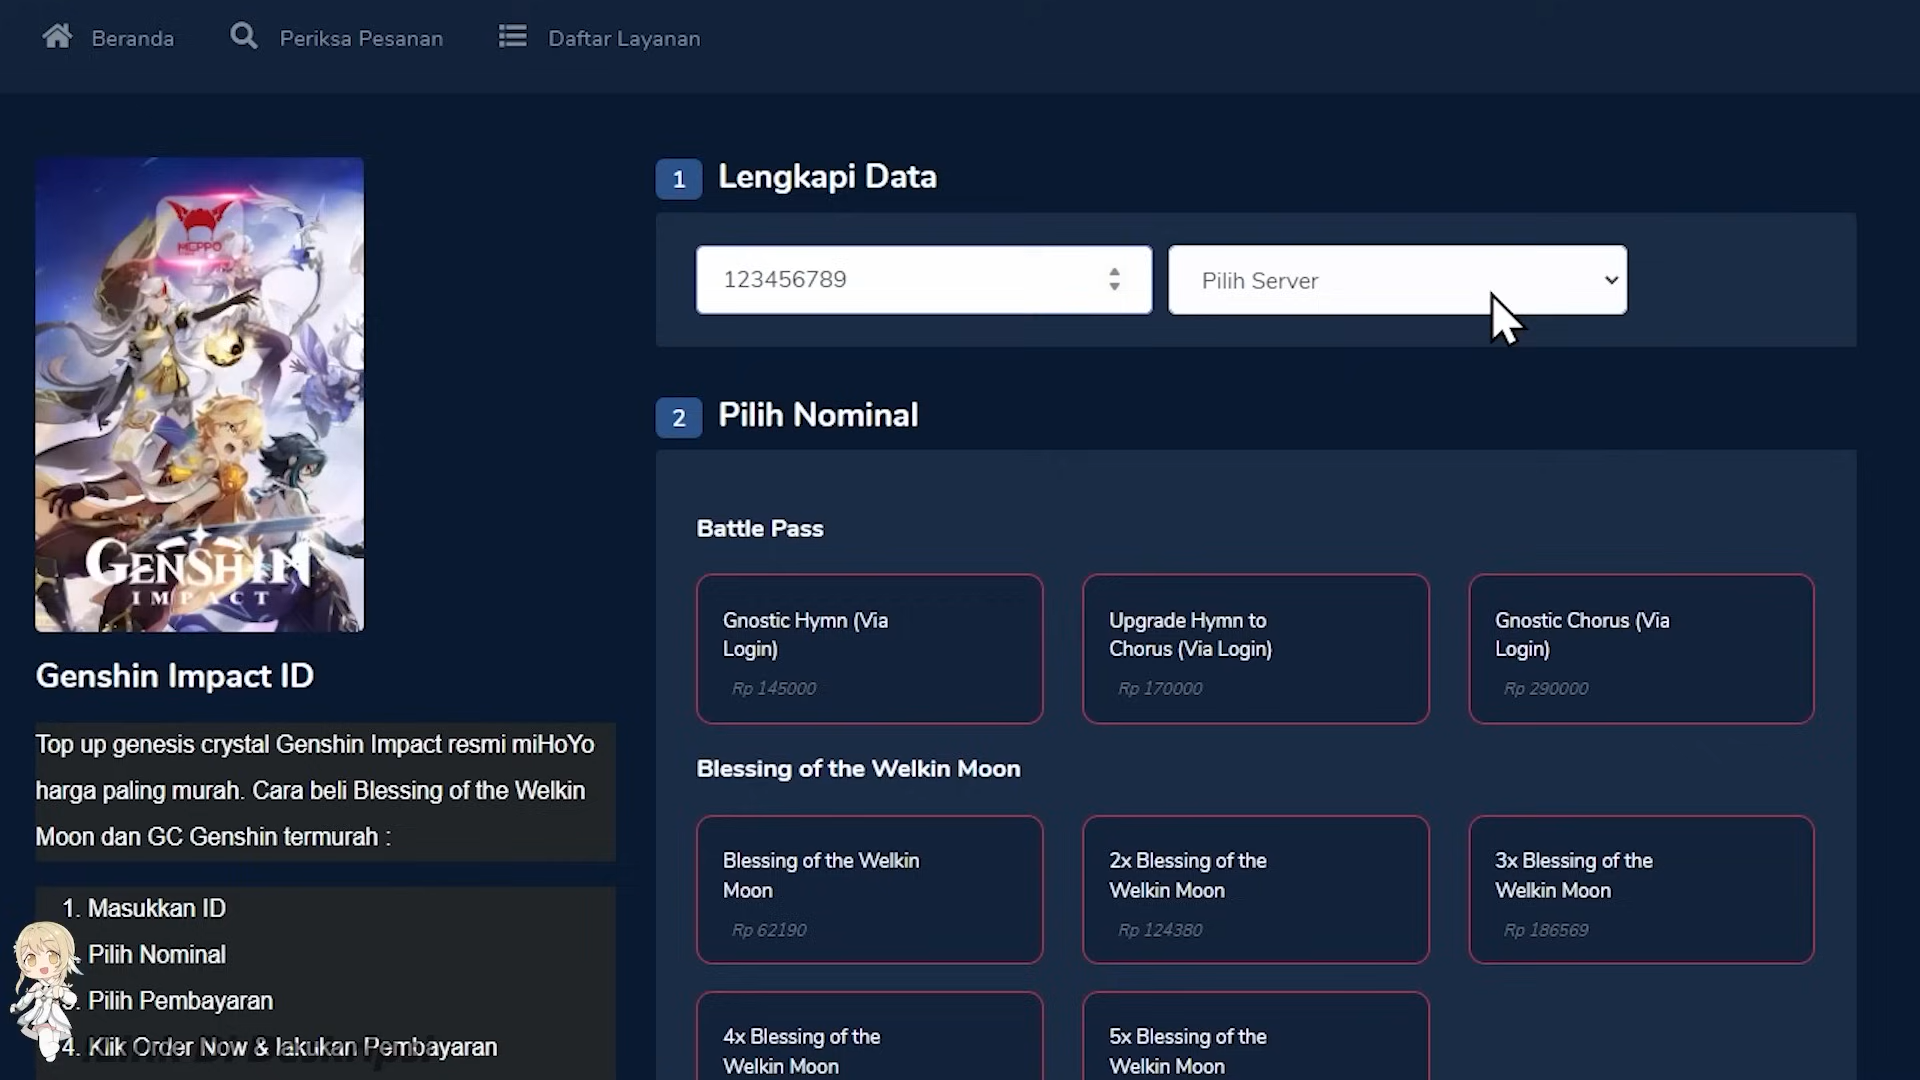 Beranda
Periksa Pesanan
Daftar Layanan
MCPPO
GENSHIN
IMPACT
Genshin Impact ID
Top up genesis crystal Genshin Impact resmi miHoYo
harga paling murah. Cara beli Blessing of the Welkin
Moon dan GC Genshin termurah :
1. Masukkan ID
Pilih Nominal
Pilih Pembayaran
4. Klik Order Now & lakukan Pembayaran
1 Lengkapi Data
123456789
Pilih Server
2 Pilih Nominal
Battle Pass
Gnostic Hymn (Via
Login)
Rp 145000
Upgrade Hymn to
Chorus (Via Login)
Rp 170000
Gnostic Chorus (Via
Login)
Rp 290000
Blessing of the Welkin Moon
Blessing of the Welkin
Moon
Rp 62190
2x Blessing of the
Welkin Moon
Rp 124380
3x Blessing of the
Welkin Moon
Rp 186569
4x Blessing of the
Welkin Moon
5x Blessing of the
Welkin Moon